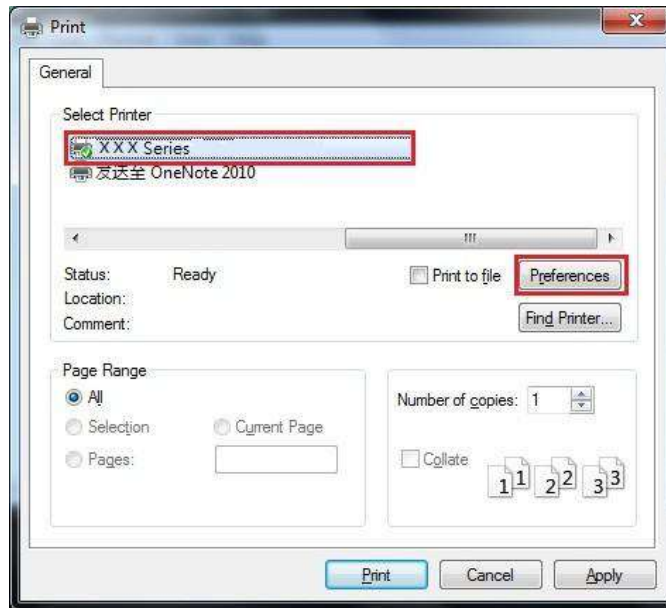 Print
General
Select Printer
XXX Series
发送至 OneNote 2010
Status: Ready
Print to file
Preferences
Location:
Comment:
Find Printer...
Page Range
All
Selection
Current Page
Pages:
Number of copies: 1
Collate
1 1 2 2 3 3
Print
Cancel
Apply